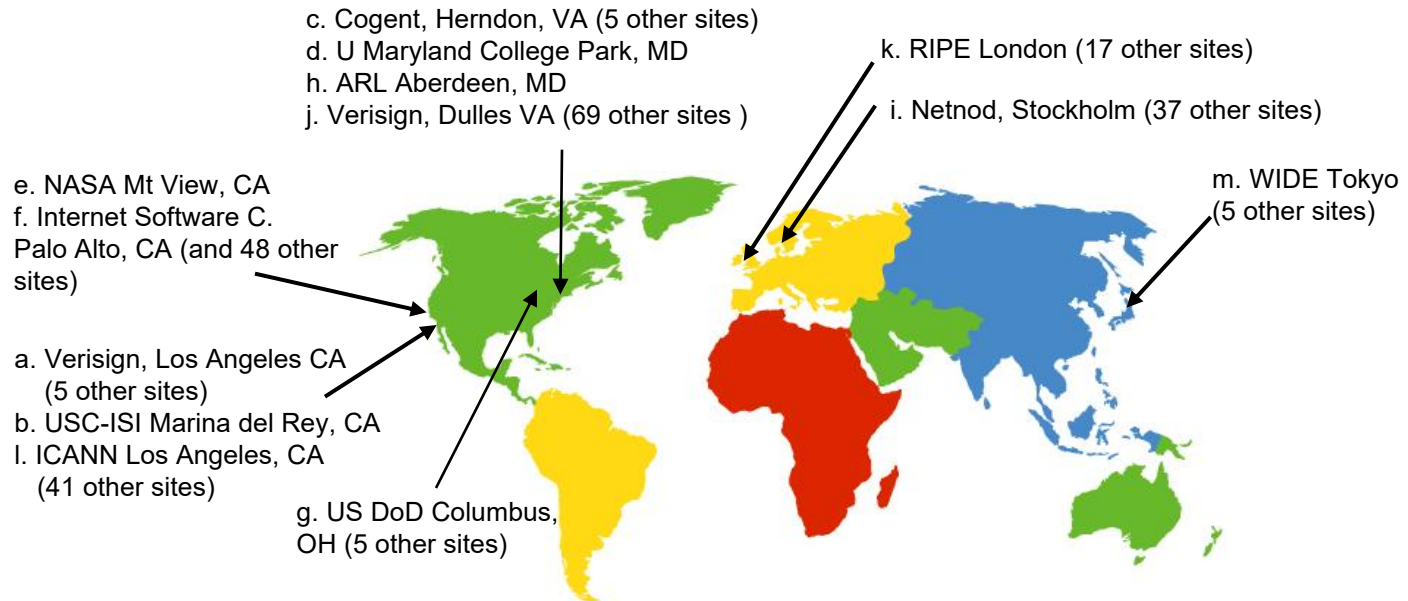 c. Cogent, Herndon, VA (5 other sites)
d. U Maryland College Park, MD
h. ARL Aberdeen, MD
j. Verisign, Dulles VA (69 other sites )
k. RIPE London (17 other sites)
i. Netnod, Stockholm (37 other sites)
m. WIDE Tokyo
(5 other sites)
e. NASA Mt View, CA
f. Internet Software C.
Palo Alto, CA (and 48 other
sites)
a. Verisign, Los Angeles CA
(5 other sites)
b. USC-ISI Marina del Rey, CA
l. ICANN Los Angeles, CA
(41 other sites)
g. US DoD Columbus,
OH (5 other sites)